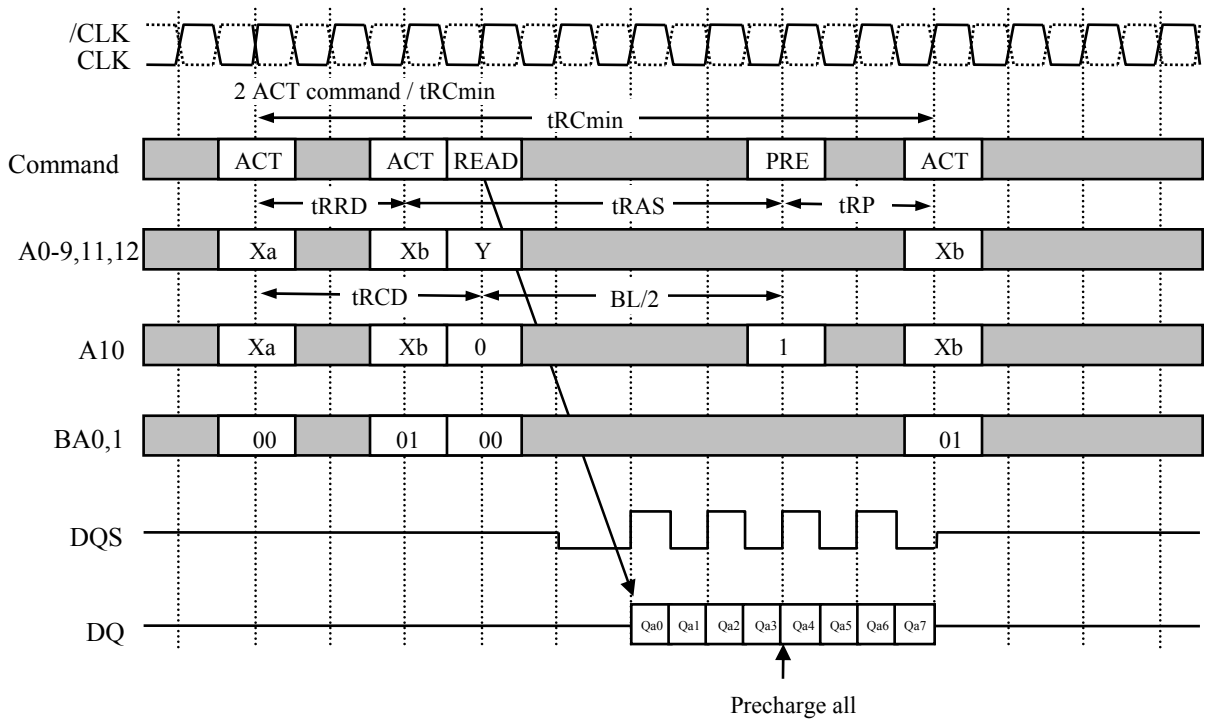 /CLK
CLK
2 ACT command / tRCmin
tRCmin
Command ACT ACT READ PRE ACT
tRRD tRAS tRP
A0-9,11,12 Xa Xb Y Xb
tRCD BL/2
A10 Xa Xb 0 1 Xb
BA0,1 00 01 00 01
DQS
DQ Qa0 Qa1 Qa2 Qa3 Qa4 Qa5 Qa6 Qa7
Precharge all